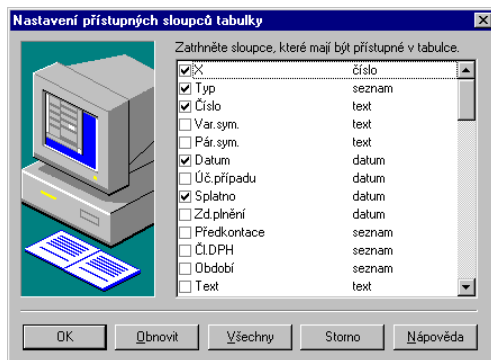 Nastavení přístupných sloupců tabulky
Zatrhněte sloupce, které mají být přístupné v tabulce.
X číslo
Typ seznam
Číslo text
Var.sym. text
Pár.sym. text
Datum datum
Úč.případu datum
Splatno datum
Zd.plnění datum
Předkontace seznam
Čl.DPH seznam
Období seznam
Text text
OK Obnovit Všechny Storno Nápověda